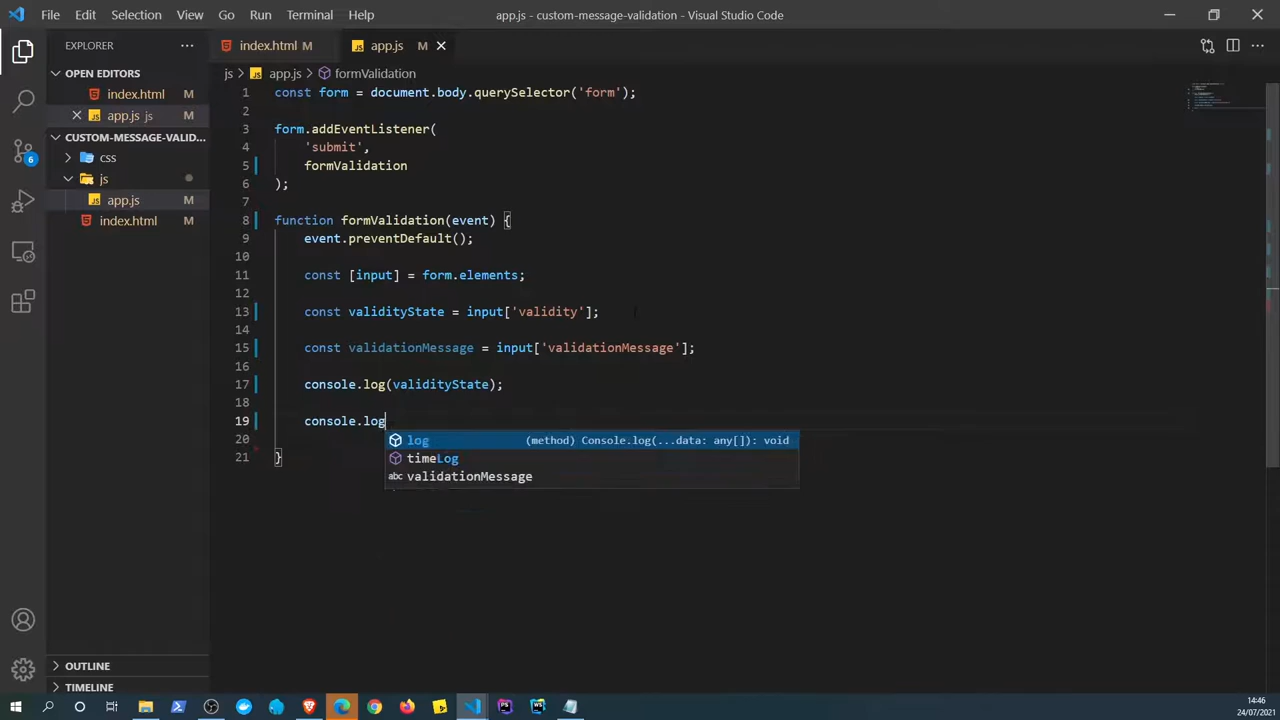 File Edit Selection View Go Run Terminal Help
app.js - custom-message-validation - Visual Studio Code
EXPLORER
OPEN EDITORS
index.html M
app.js js M
CUSTOM-MESSAGE-VALID...
css
js
app.js M
index.html M
OUTLINE
TIMELINE
6
index.html M
app.js M
js > app.js > formValidation
1 const form = document.body.querySelector('form');
2
3 form.addEventListener(
4 'submit',
5 formValidation
6 );
7
8 function formValidation(event) {
9 event.preventDefault();
10
11 const [input] = form.elements;
12
13 const validityState = input['validity'];
14
15 const validationMessage = input['validationMessage'];
16
17 console.log(validityState);
18
19 console.log
20
21 }
log (method) Console.log(...data: any[]): void
timeLog
abc validationMessage
14:46
24/07/2021